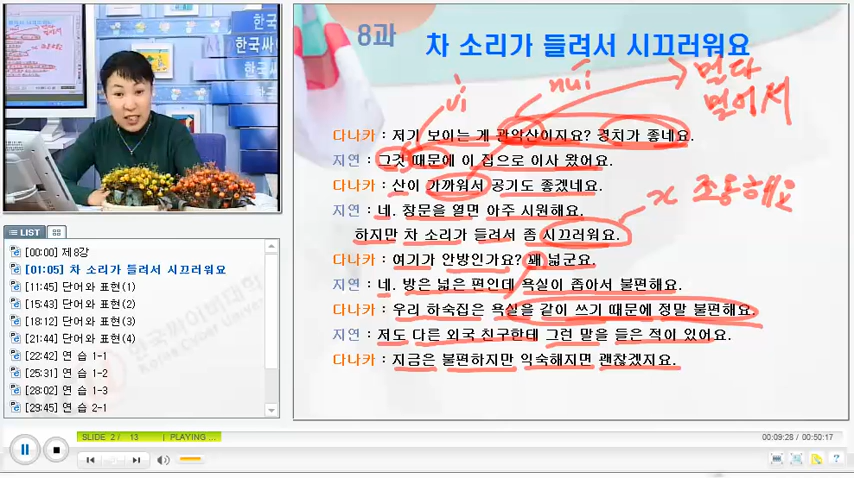 8과 차 소리가 들려서 시끄러워요
vì núi 멀다
멀어서
다나카 : 저기 보이는 게 관악산이지요? 경치가 좋네요.
지연 : 그것 때문에 이 집으로 이사 왔어요.
다나카 : 산이 가까워서 공기도 좋겠네요.
x 조용해요
지연 : 네. 창문을 열면 아주 시원해요.
하지만 차 소리가 들려서 좀 시끄러워요.
다나카 : 여기가 안방인가요? 꽤 넓군요.
지연 : 네. 방은 넓은 편인데 욕실이 좁아서 불편해요.
다나카 : 우리 하숙집은 욕실을 같이 쓰기 때문에 정말 불편해요.
지연 : 저도 다른 외국 친구한테 그런 말을 들은 적이 있어요.
다나카 : 지금은 불편하지만 익숙해지면 괜찮겠지요.
LIST
[00:00] 제8강
[01:05] 차 소리가 들려서 시끄러워요
[11:45] 단어와 표현(1)
[15:43] 단어와 표현(2)
[18:12] 단어와 표현(3)
[21:44] 단어와 표현(4)
[22:42] 연 습 1-1
[25:31] 연 습 1-2
[28:02] 연 습 1-3
[29:45] 연 습 2-1
SLIDE 2 / 13 | PLAYING ...
00:09:28 / 00:50:17